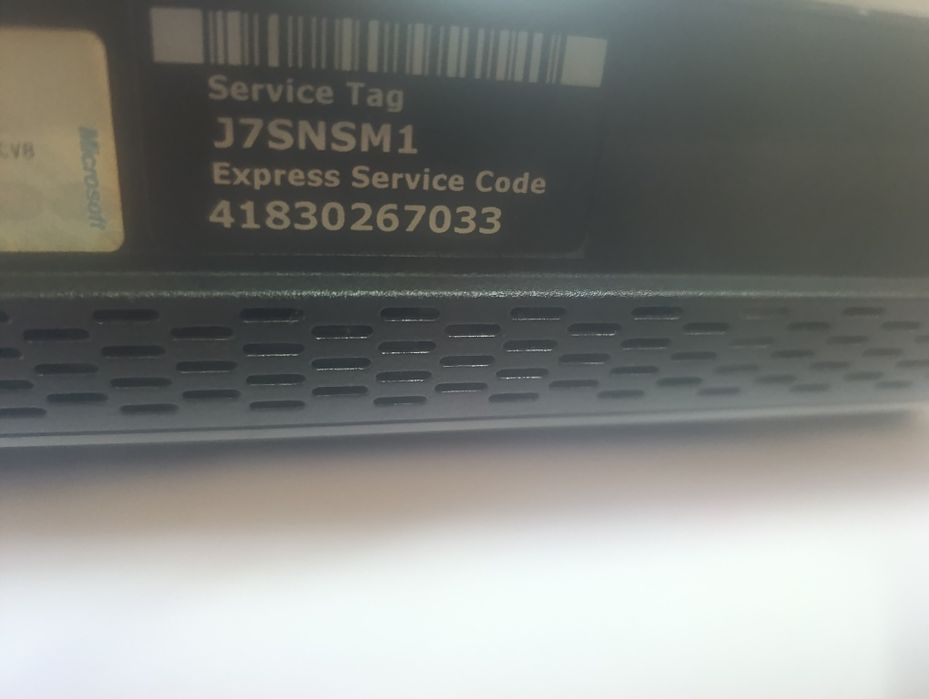 Service Tag
J7SNSM1
Express Service Code
41830267033
Microsoft